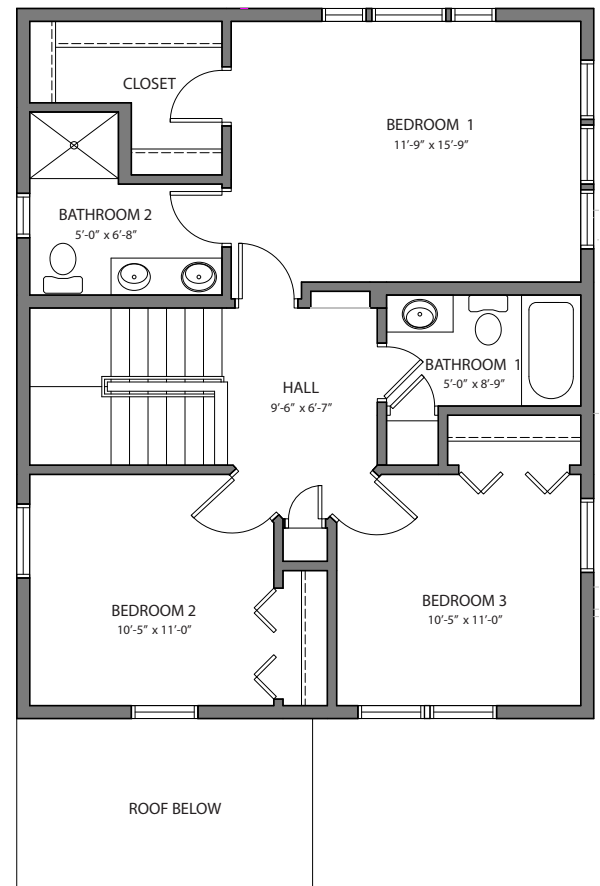 CLOSET
BEDROOM 1
11'-9" x 15'-9"
BATHROOM 2
5'-0" x 6'-8"
HALL
9'-6" x 6'-7"
BATHROOM 1
5'-0" x 8'-9"
BEDROOM 2
10'-5" x 11'-0"
BEDROOM 3
10'-5" x 11'-0"
ROOF BELOW